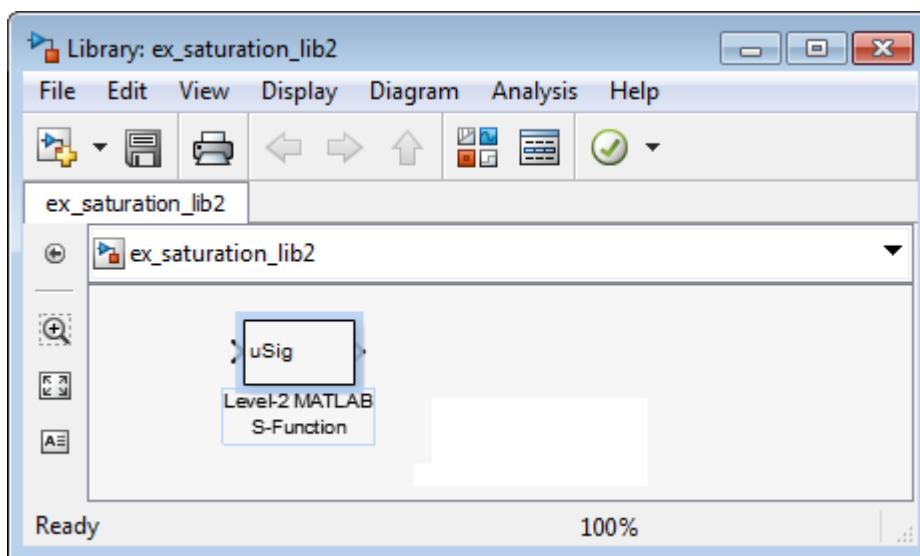 Library: ex_saturation_lib2
File Edit View Display Diagram Analysis Help
ex_saturation_lib2
ex_saturation_lib2
uSig
Level-2 MATLAB
S-Function
Ready 100%